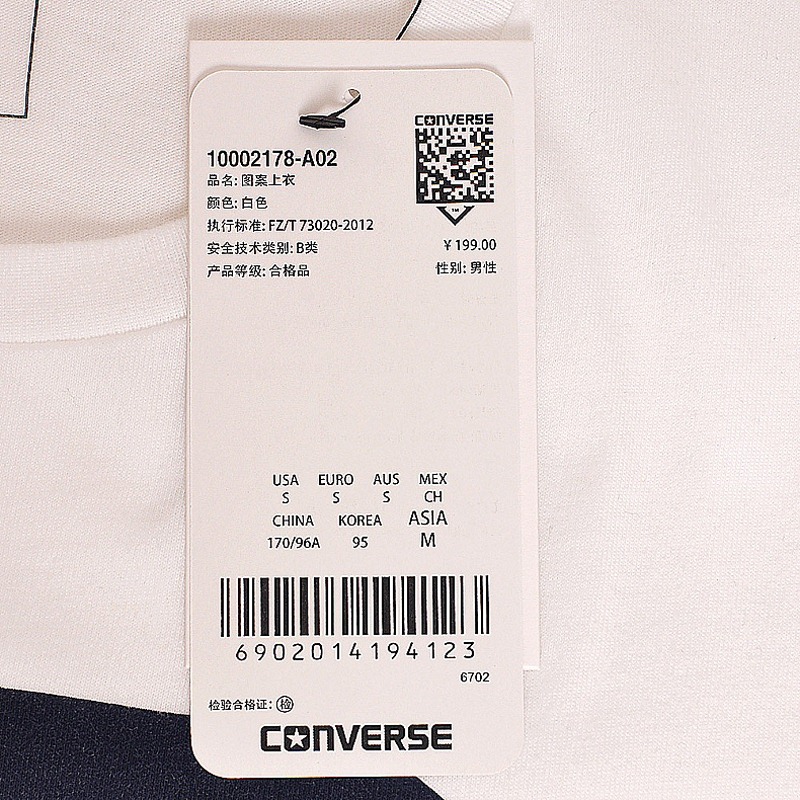 CONVERSE
10002178-A02
品名: 图案上衣
颜色: 白色
执行标准: FZ/T 73020-2012
安全技术类别: B类
产品等级: 合格品
TM
¥ 199.00
性别: 男性
USA EURO AUS MEX
S S S CH
CHINA KOREA ASIA
170/96A 95 M
6902014194123
6702
检验合格证: 检
CONVERSE